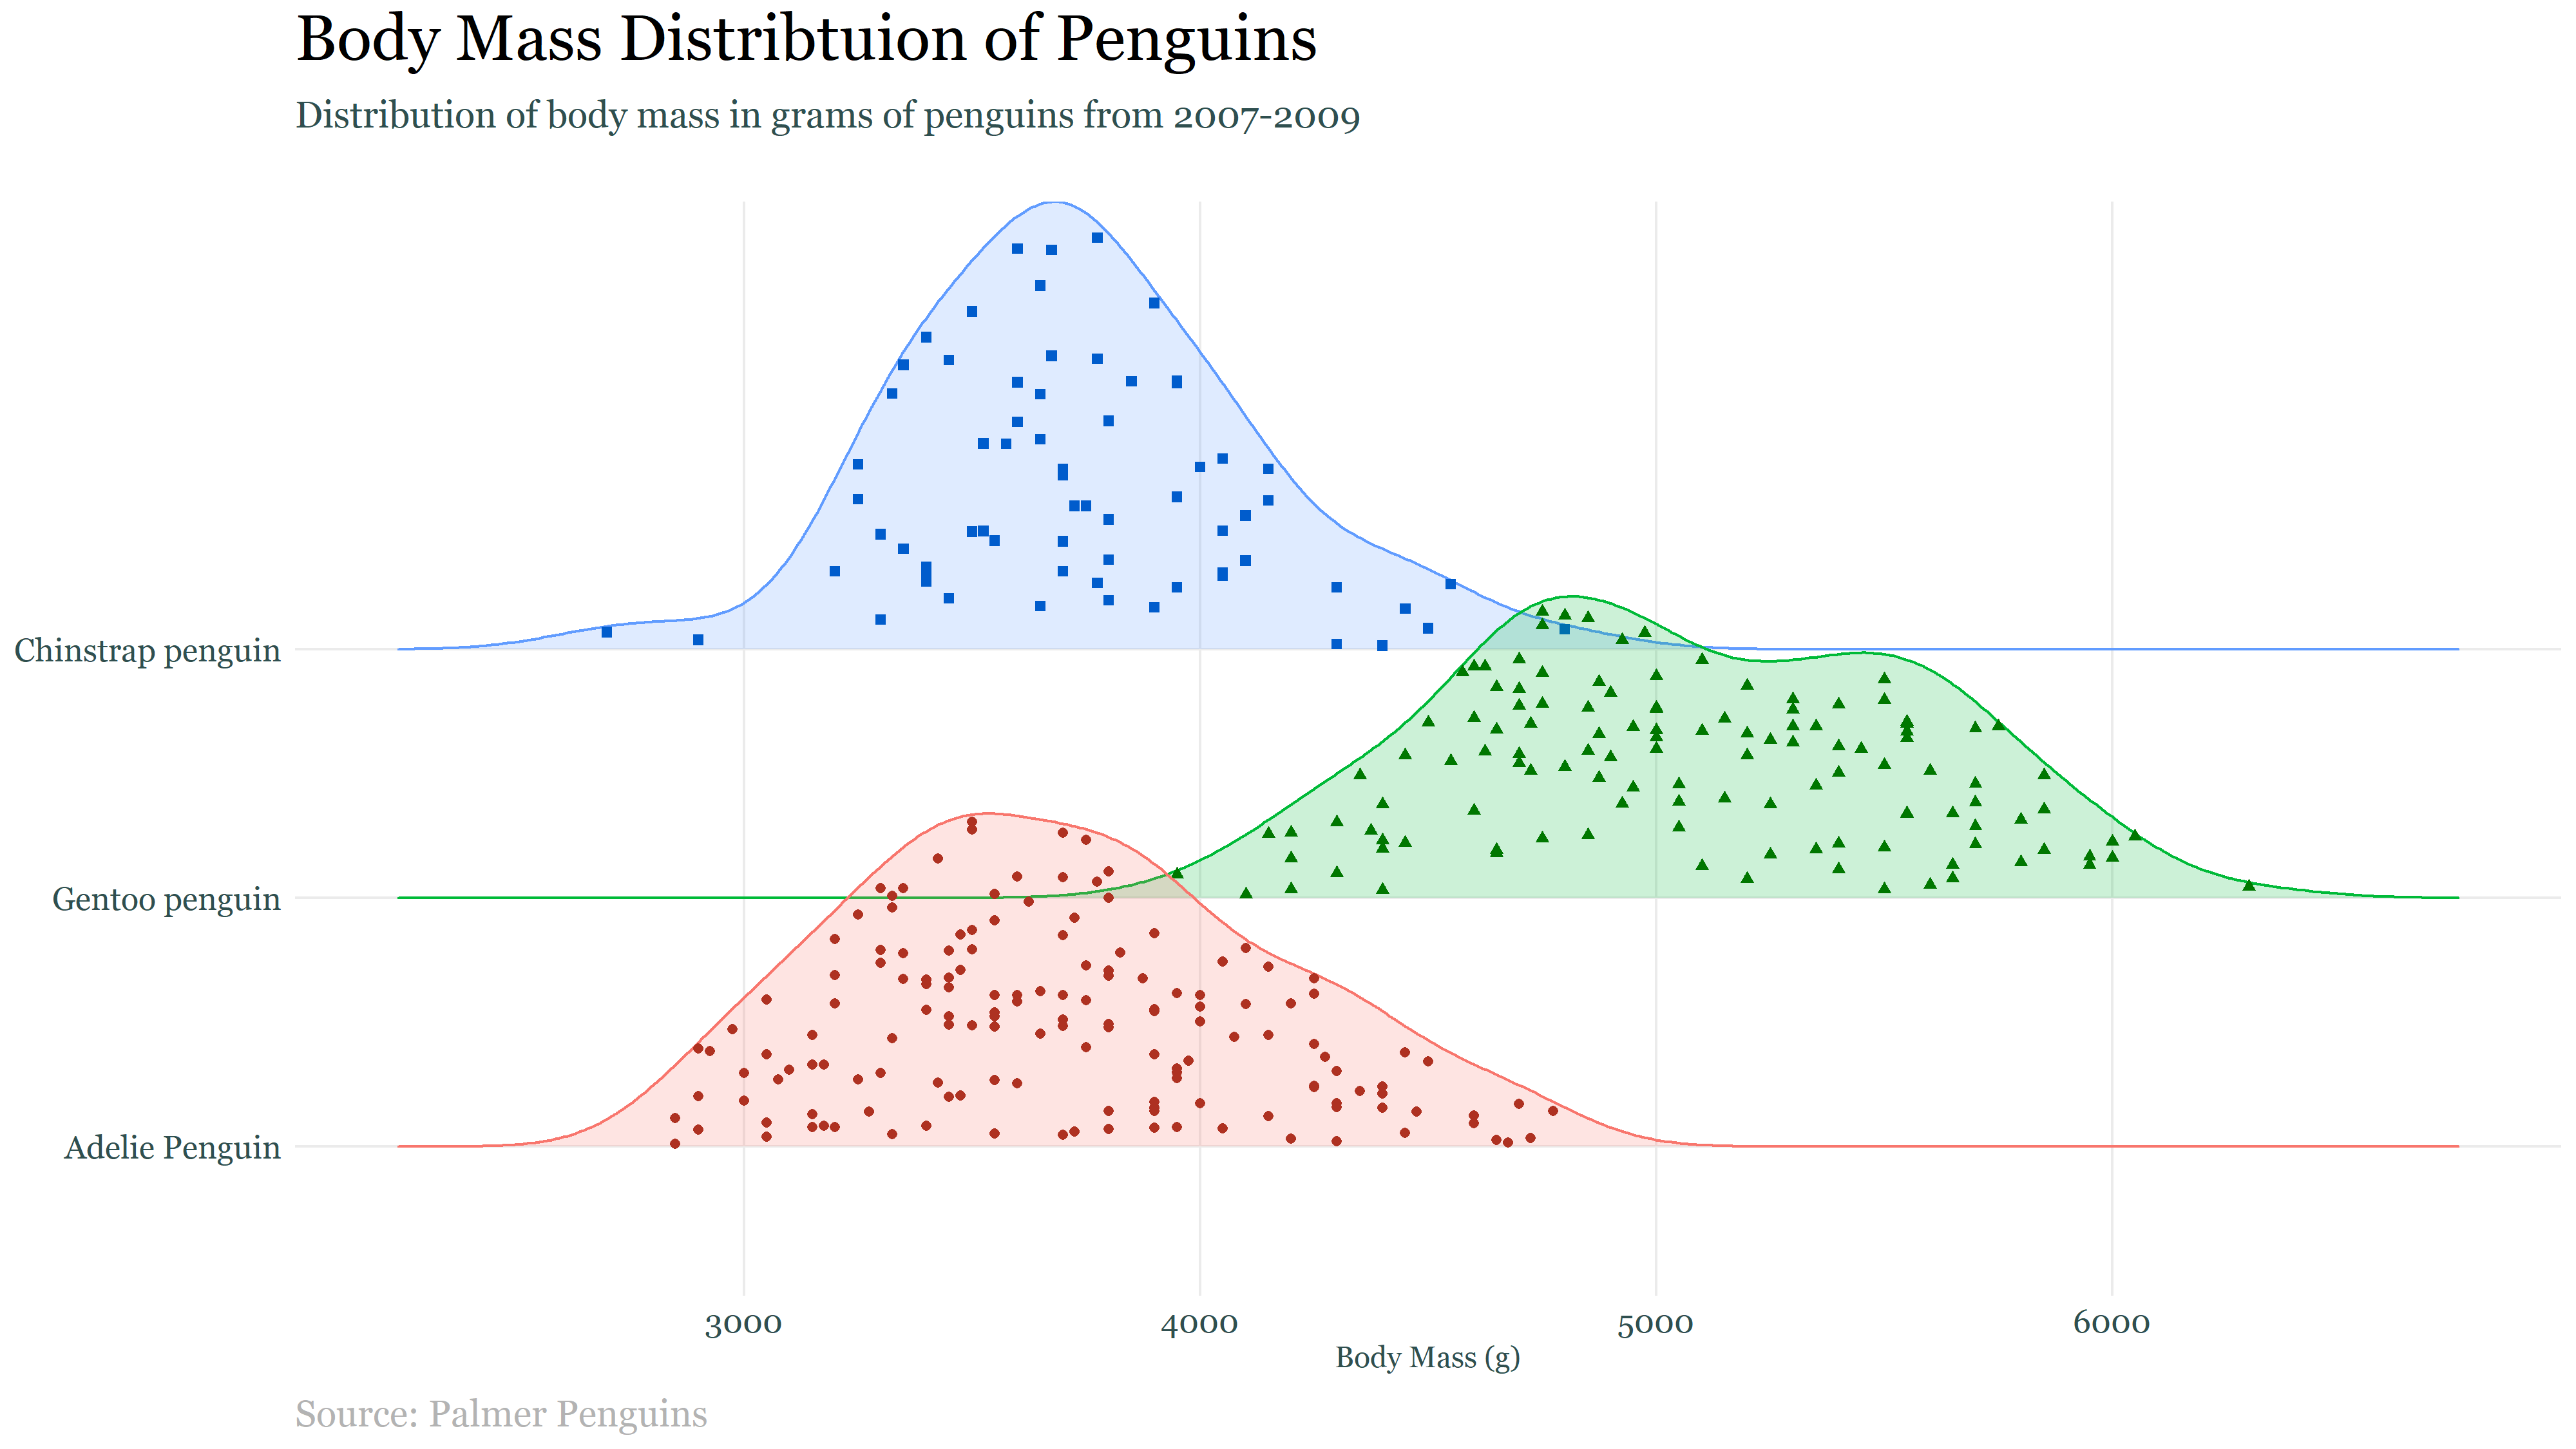 Body Mass Distribtuion of Penguins
Distribution of body mass in grams of penguins from 2007-2009
Chinstrap penguin
Gentoo penguin
Adelie Penguin
3000 4000 5000 6000
Body Mass (g)
Source: Palmer Penguins